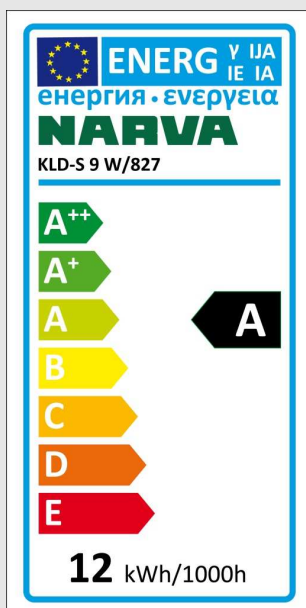 ENERG Y IJA
IE IA
енергия · ενεργεια
NARVA
KLD-S 9 W/827
A++
A+
A
A
B
C
D
E
12 kWh/1000h